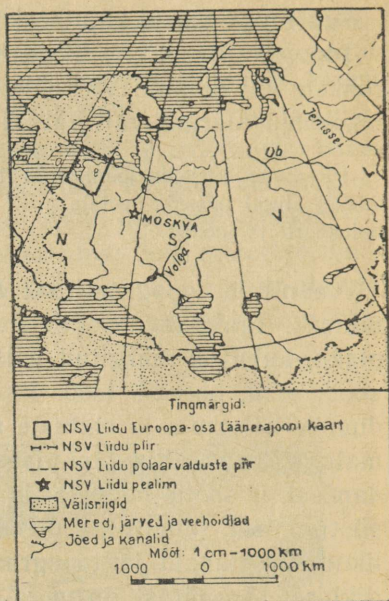 Jenissei
Ob
MOSKVA
N
S
V
L
Volga
Tingmärgid:
NSV Liidu Euroopa-osa Läänerajooni kaart
NSV Liidu piir
NSV Liidu polaarvalduste piir
NSV Liidu pealinn
Välisriigid
Mered, järved ja veehoidlad
Jõed ja kanalid
Mõõt: 1 cm–1000 km
1000 0 1000 km